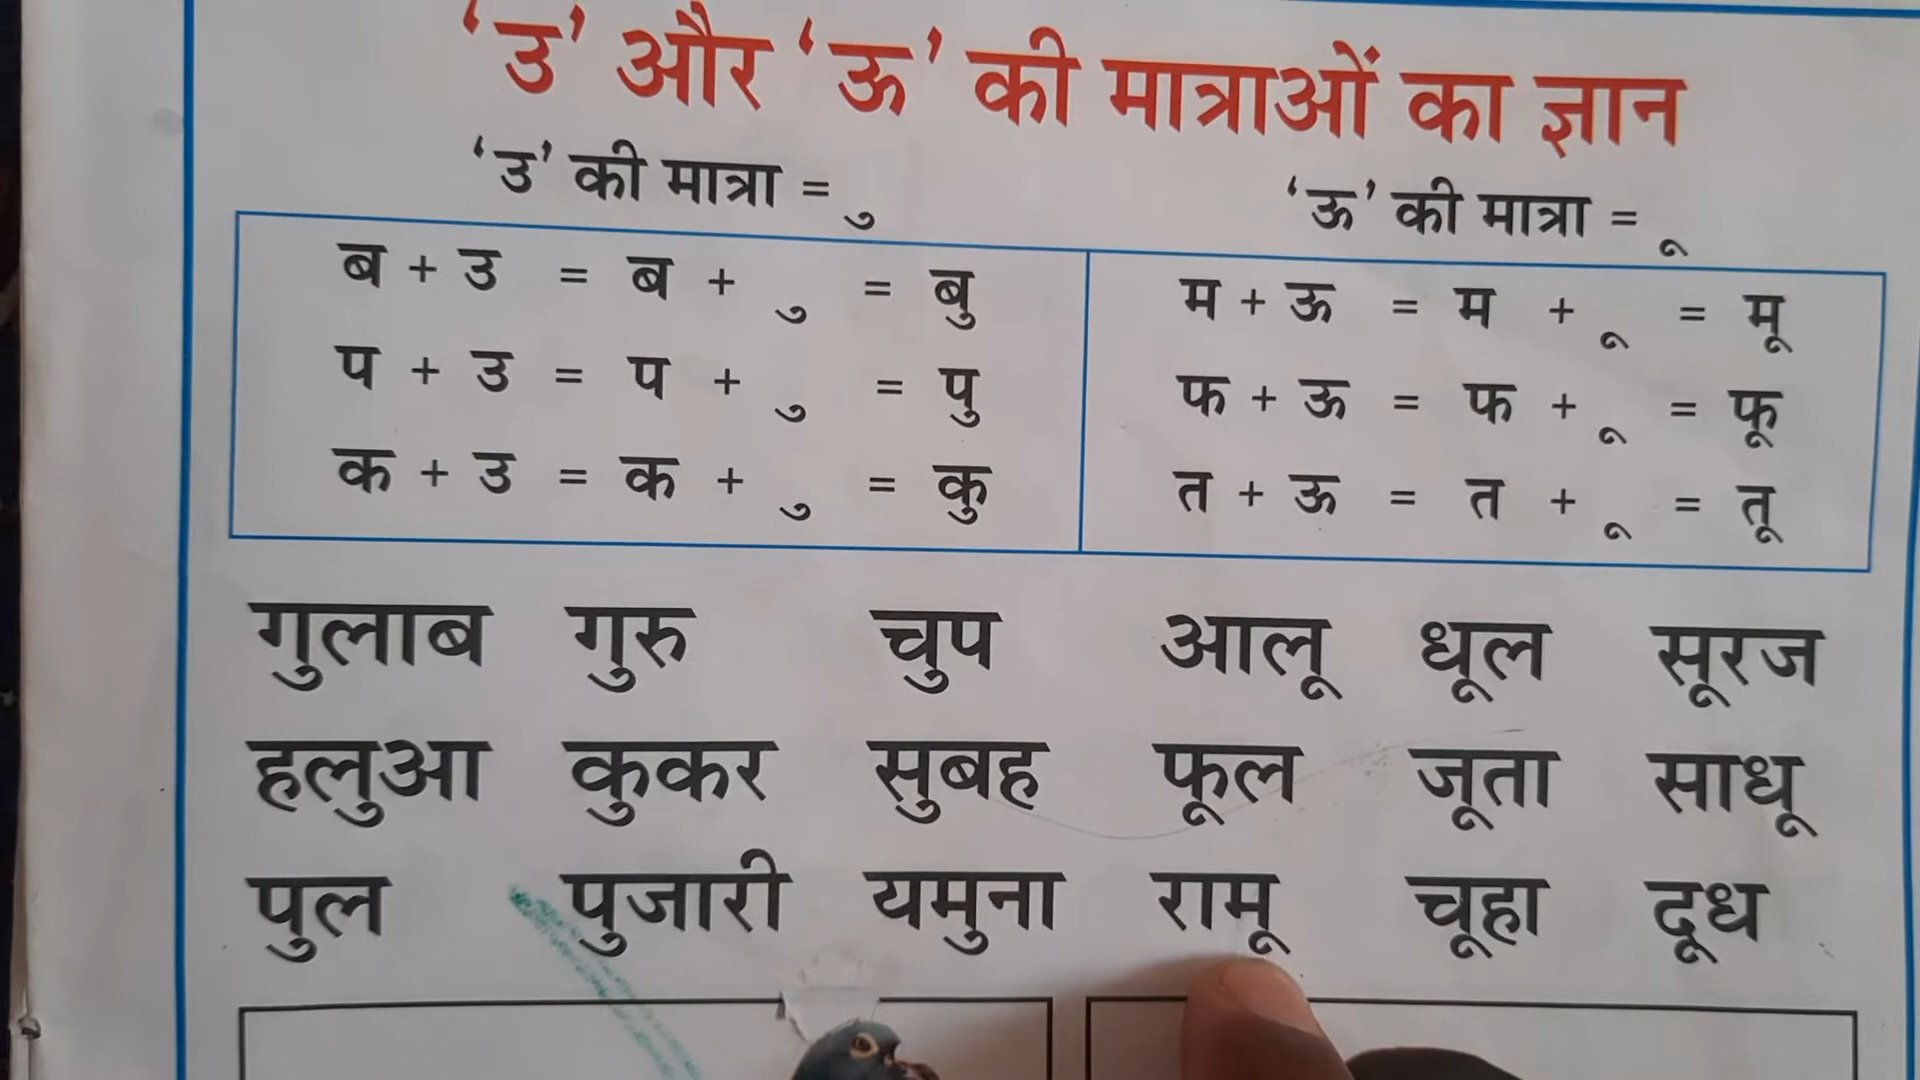 ‘उ’ और ‘ऊ’ की मात्राओं का ज्ञान
‘उ’ की मात्रा = ु
‘ऊ’ की मात्रा = ू
ब + उ = ब + ु = बु
प + उ = प + ु = पु
क + उ = क + ु = कु
म + ऊ = म + ू = मू
फ + ऊ = फ + ू = फू
त + ऊ = त + ू = तू
गुलाब गुरु चुप आलू धूल सूरज
हलुआ कुकर सुबह फूल जूता साधू
पुल पुजारी यमुना रामू चूहा दूध